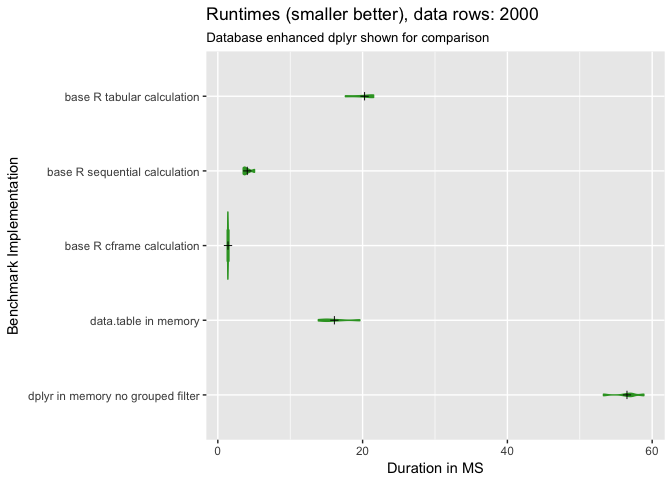 Runtimes (smaller better), data rows: 2000
Database enhanced dplyr shown for comparison
Benchmark Implementation
base R tabular calculation
base R sequential calculation
base R cframe calculation
data.table in memory
dplyr in memory no grouped filter
0 20 40 60
Duration in MS